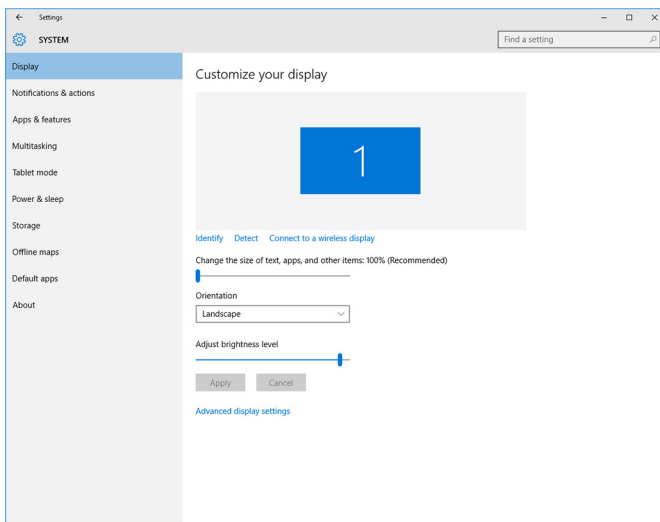 Settings
SYSTEM
Find a setting
Display
Notifications & actions
Apps & features
Multitasking
Tablet mode
Power & sleep
Storage
Offline maps
Default apps
About
Customize your display
1
Identify Detect Connect to a wireless display
Change the size of text, apps, and other items: 100% (Recommended)
Orientation
Landscape
Adjust brightness level
Apply Cancel
Advanced display settings